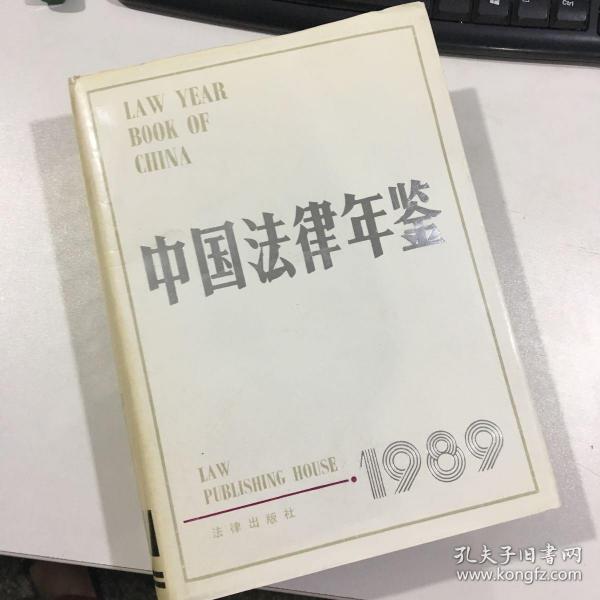 LAW YEAR
BOOK OF
CHINA
中国法律年鉴
LAW
PUBLISHING HOUSE
1989
法律出版社
孔夫子旧书网
www.kongfz.com